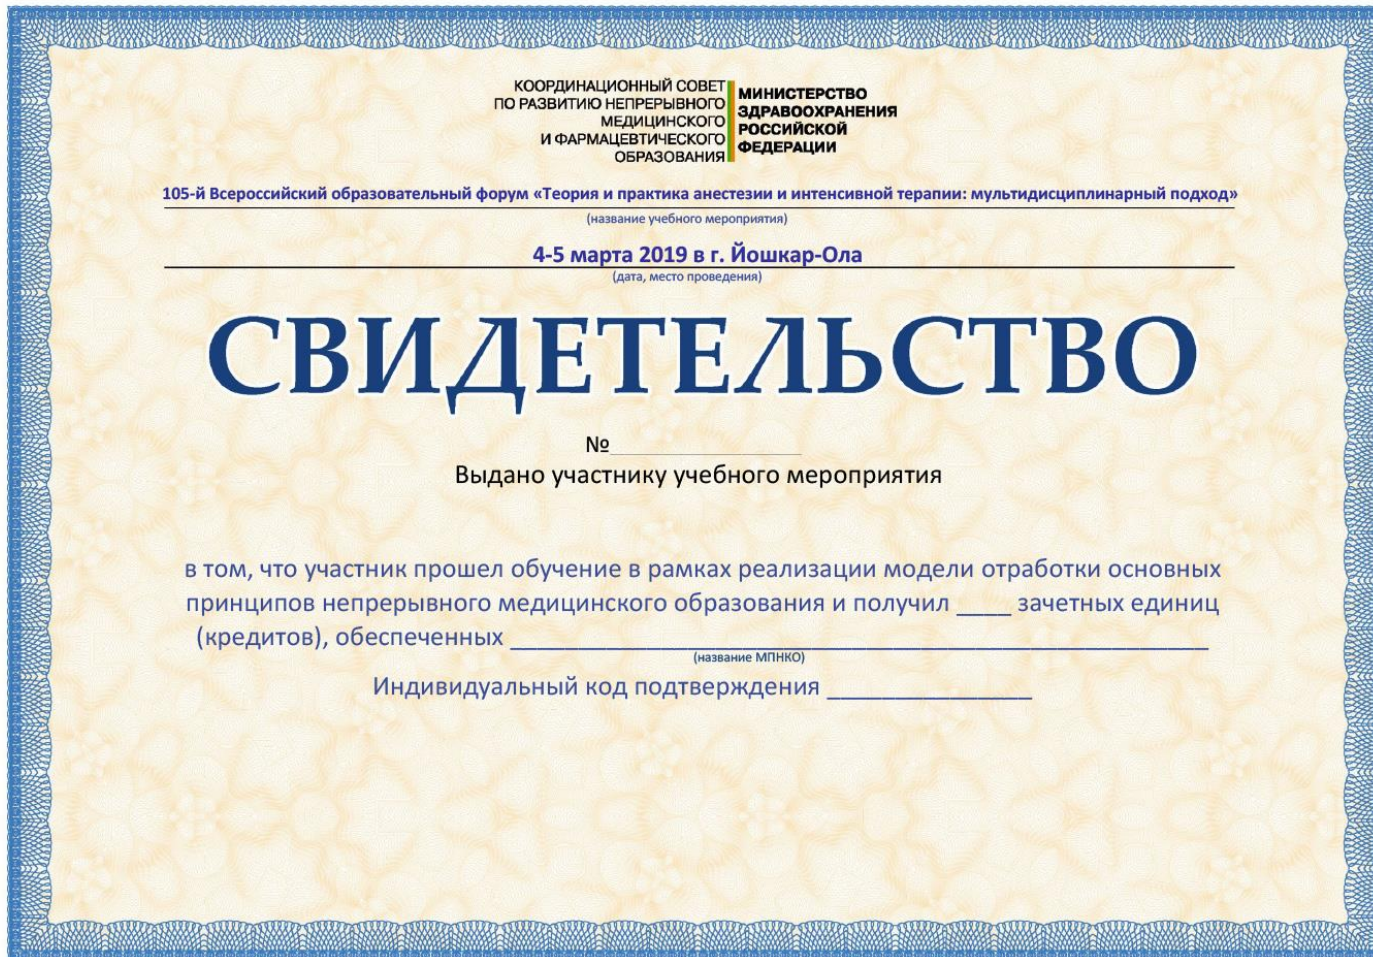 КООРДИНАЦИОННЫЙ СОВЕТ
ПО РАЗВИТИЮ НЕПРЕРЫВНОГО
МЕДИЦИНСКОГО
И ФАРМАЦЕВТИЧЕСКОГО
ОБРАЗОВАНИЯ
МИНИСТЕРСТВО
ЗДРАВООХРАНЕНИЯ
РОССИЙСКОЙ
ФЕДЕРАЦИИ
105-й Всероссийский образовательный форум «Теория и практика анестезии и интенсивной терапии: мультидисциплинарный подход»
(название учебного мероприятия)
4-5 марта 2019 в г. Йошкар-Ола
(дата, место проведения)
СВИДЕТЕЛЬСТВО
№_______________
Выдано участнику учебного мероприятия
в том, что участник прошел обучение в рамках реализации модели отработки основных
принципов непрерывного медицинского образования и получил ____ зачетных единиц
(кредитов), обеспеченных ___________________________________________________
(название МПНКО)
Индивидуальный код подтверждения _______________